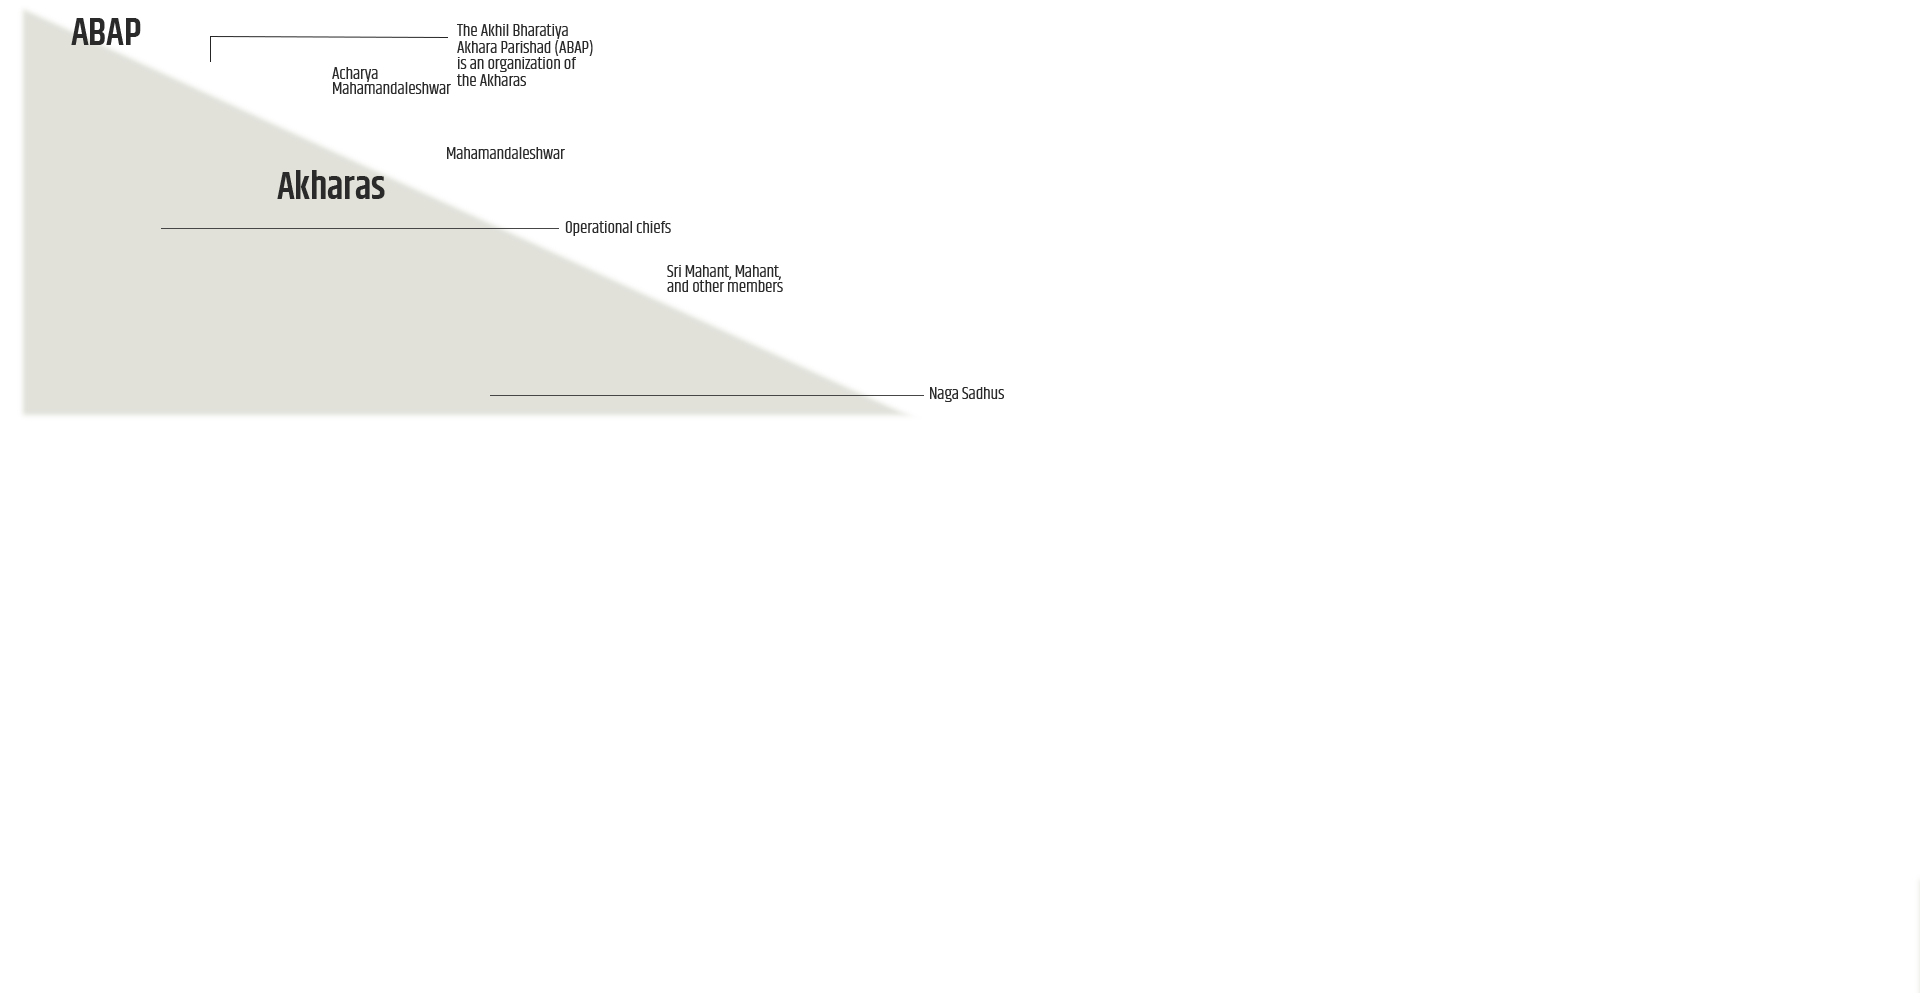 ABAP
The Akhil Bharatiya
Akhara Parishad (ABAP)
is an organization of
the Akharas
Acharya
Mahamandaleshwar
Mahamandaleshwar
Akharas
Operational chiefs
Sri Mahant, Mahant,
and other members
Naga Sadhus